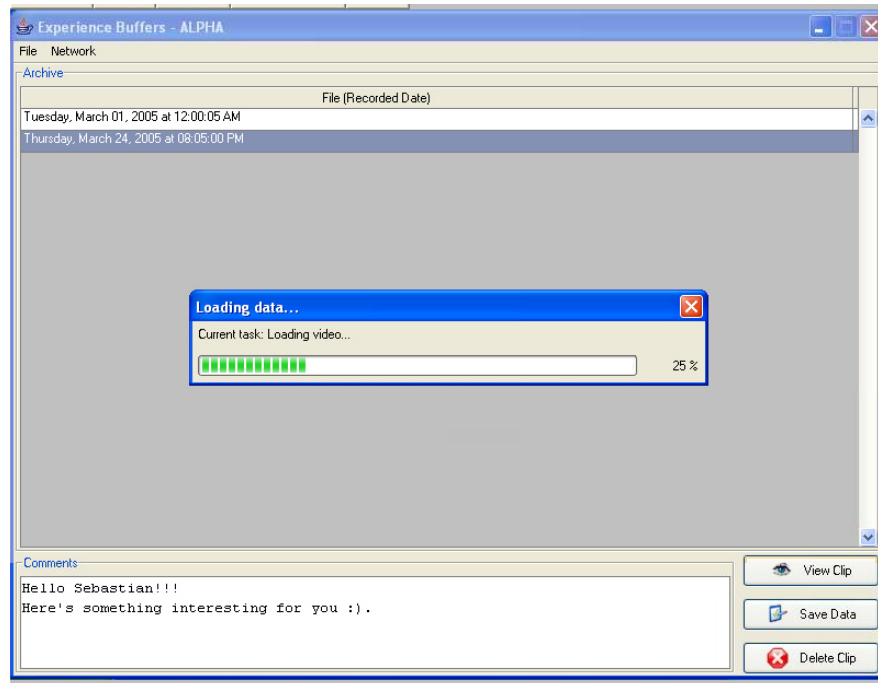 Experience Buffers - ALPHA
File Network
Archive
File (Recorded Date)
Tuesday, March 01, 2005 at 12:00:05 AM
Thursday, March 24, 2005 at 08:05:00 PM
Loading data...
Current task: Loading video...
25 %
Comments
Hello Sebastian!!!
Here's something interesting for you :).
View Clip
Save Data
Delete Clip